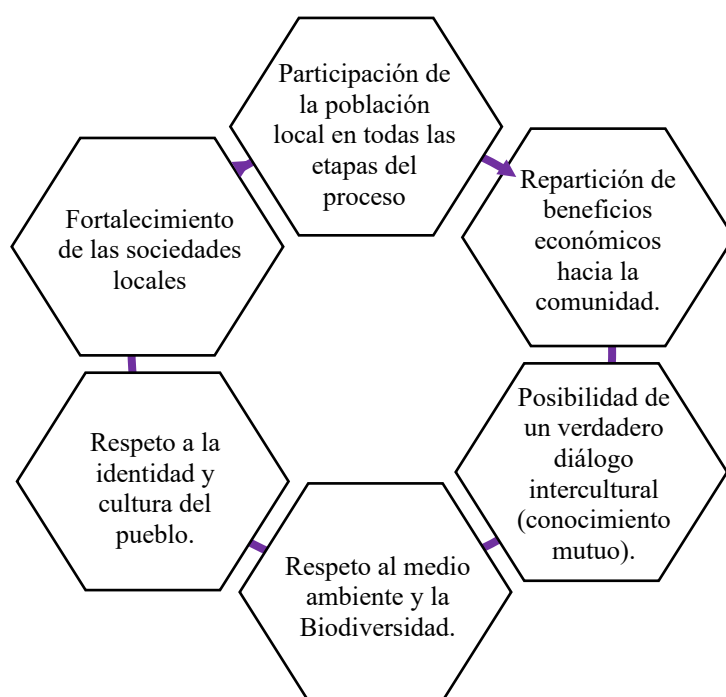 Participación de
la población
local en todas las
etapas del
proceso
Repartición de
beneficios
económicos
hacia la
comunidad.
Posibilidad de
un verdadero
diálogo
intercultural
(conocimiento
mutuo).
Respeto al medio
ambiente y la
Biodiversidad.
Respeto a la
identidad y
cultura del
pueblo.
Fortalecimiento
de las sociedades
locales